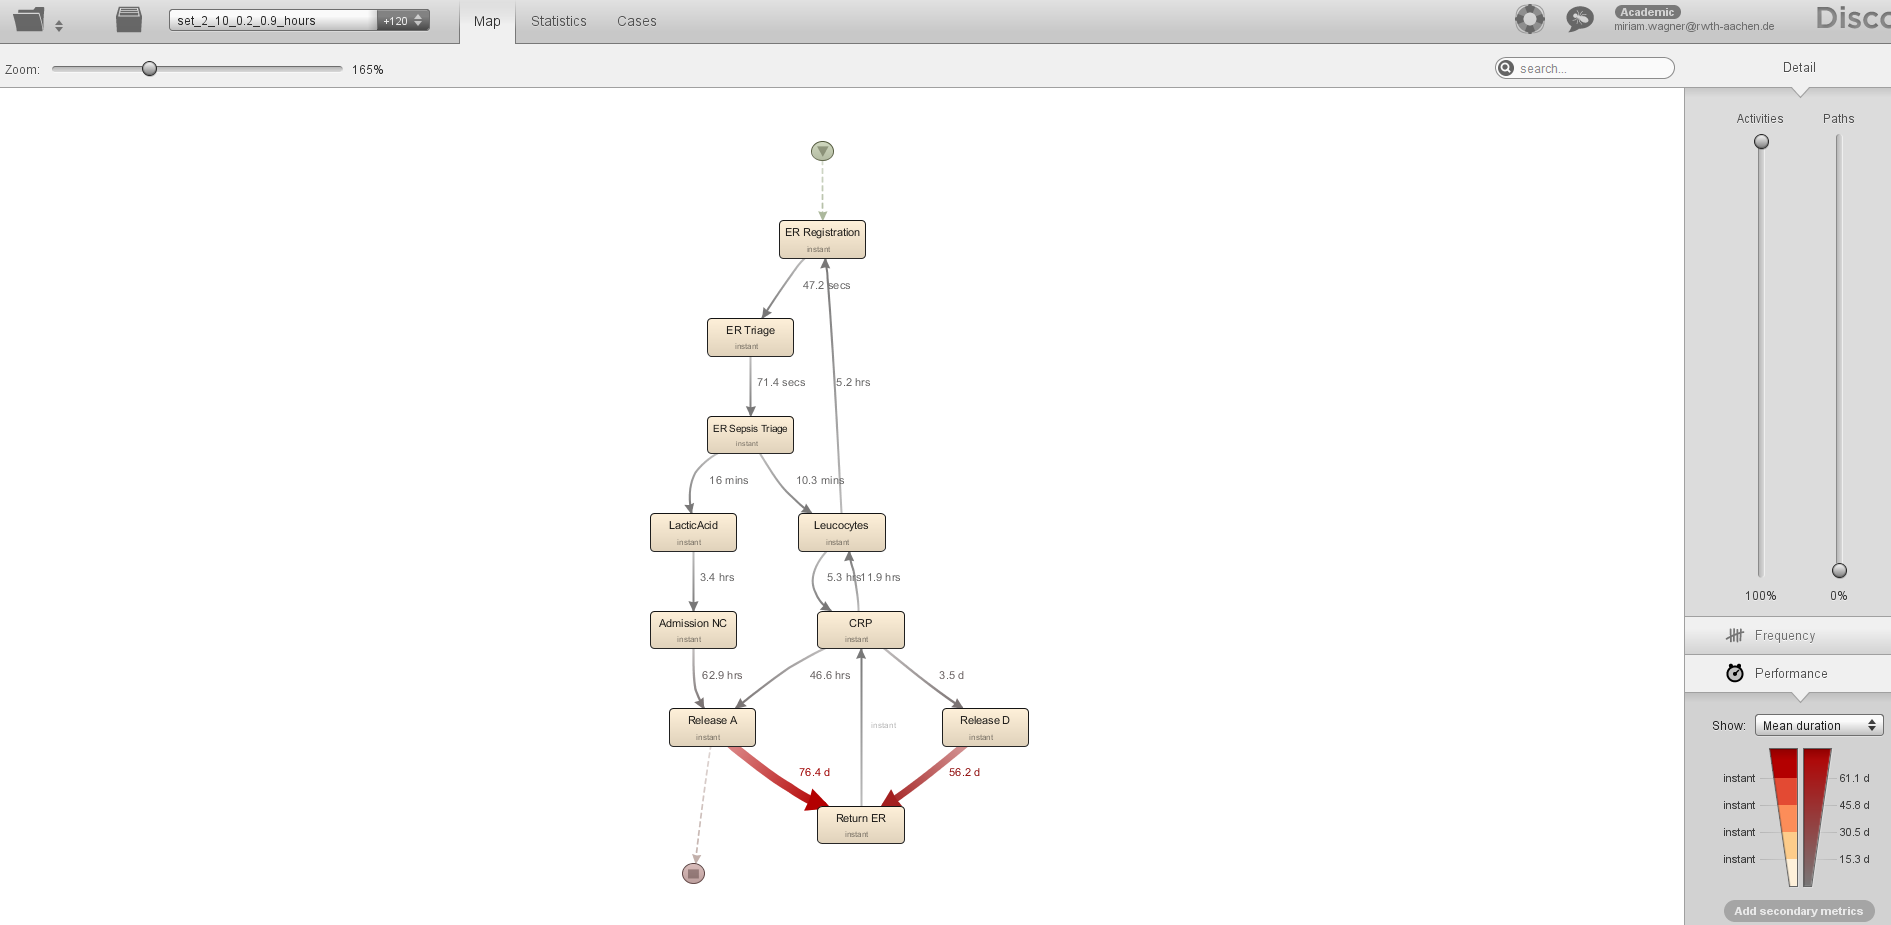 set_2_10_0.2_0.9_hours
+120
Map
Statistics
Cases
Academic
miriam.wagner@rwth-aachen.de
Disco
Zoom:
165%
search...
Detail
Activities
Paths
100%
0%
Frequency
Performance
Show:
Mean duration
instant
61.1 d
instant
45.8 d
instant
30.5 d
instant
15.3 d
Add secondary metrics
ER Registration
instant
47.2 secs
ER Triage
instant
71.4 secs
5.2 hrs
ER Sepsis Triage
instant
16 mins
10.3 mins
LacticAcid
instant
Leucocytes
instant
3.4 hrs
5.3 hrs
11.9 hrs
Admission NC
instant
CRP
instant
62.9 hrs
46.6 hrs
3.5 d
Release A
instant
instant
Release D
instant
76.4 d
56.2 d
Return ER
instant